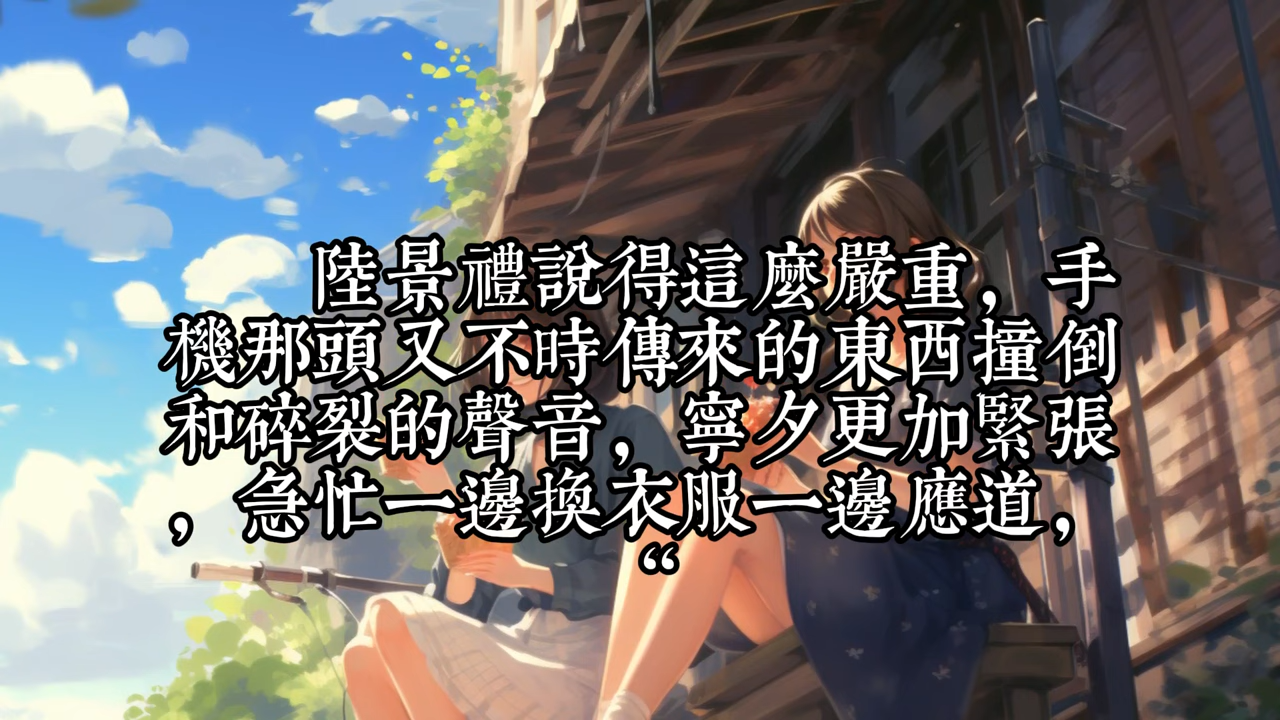 陸景禮說得這麼嚴重，手
機那頭又不時傳來的東西撞倒
和碎裂的聲音，寧夕更加緊張
，急忙一邊換衣服一邊應道，
“